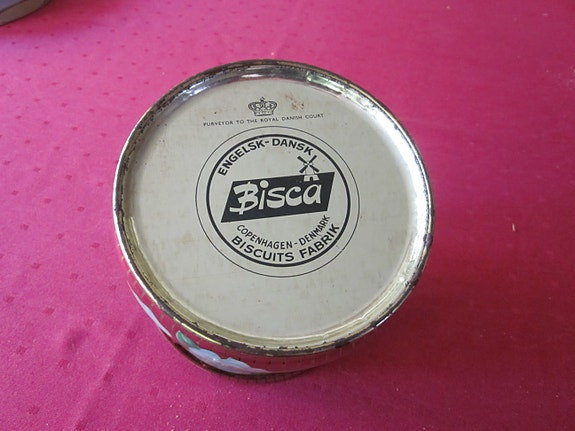 PURVEYOR TO THE ROYAL DANISH COURT
ENGELSK-DANSK
Bisca
COPENHAGEN-DENMARK
BISCUITS FABRIK